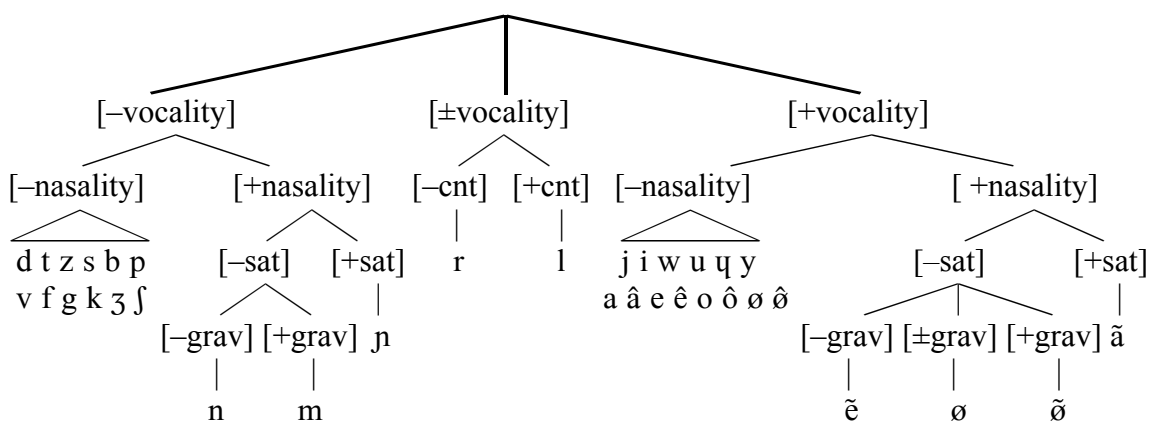 [–vocality] [±vocality] [+vocality]
[–nasality] [+nasality] [–cnt] [+cnt] [–nasality] [ +nasality]
d t z s b p [–sat] [+sat] r l j i w u ɥ y [–sat] [+sat]
v f g k ʒ ʃ a â e ê o ô ø ø̂
[–grav] [+grav] ɲ [–grav] [±grav] [+grav] ã
n m ẽ ø ø̃